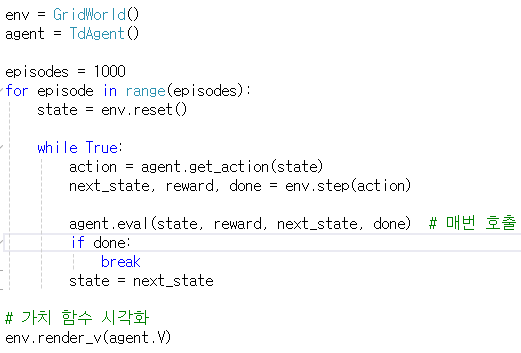 env = GridWorld()
agent = TdAgent()

episodes = 1000
for episode in range(episodes):
    state = env.reset()

    while True:
        action = agent.get_action(state)
        next_state, reward, done = env.step(action)

        agent.eval(state, reward, next_state, done)  # 매번 호출
        if done:
            break
        state = next_state

# 가치 함수 시각화
env.render_v(agent.V)